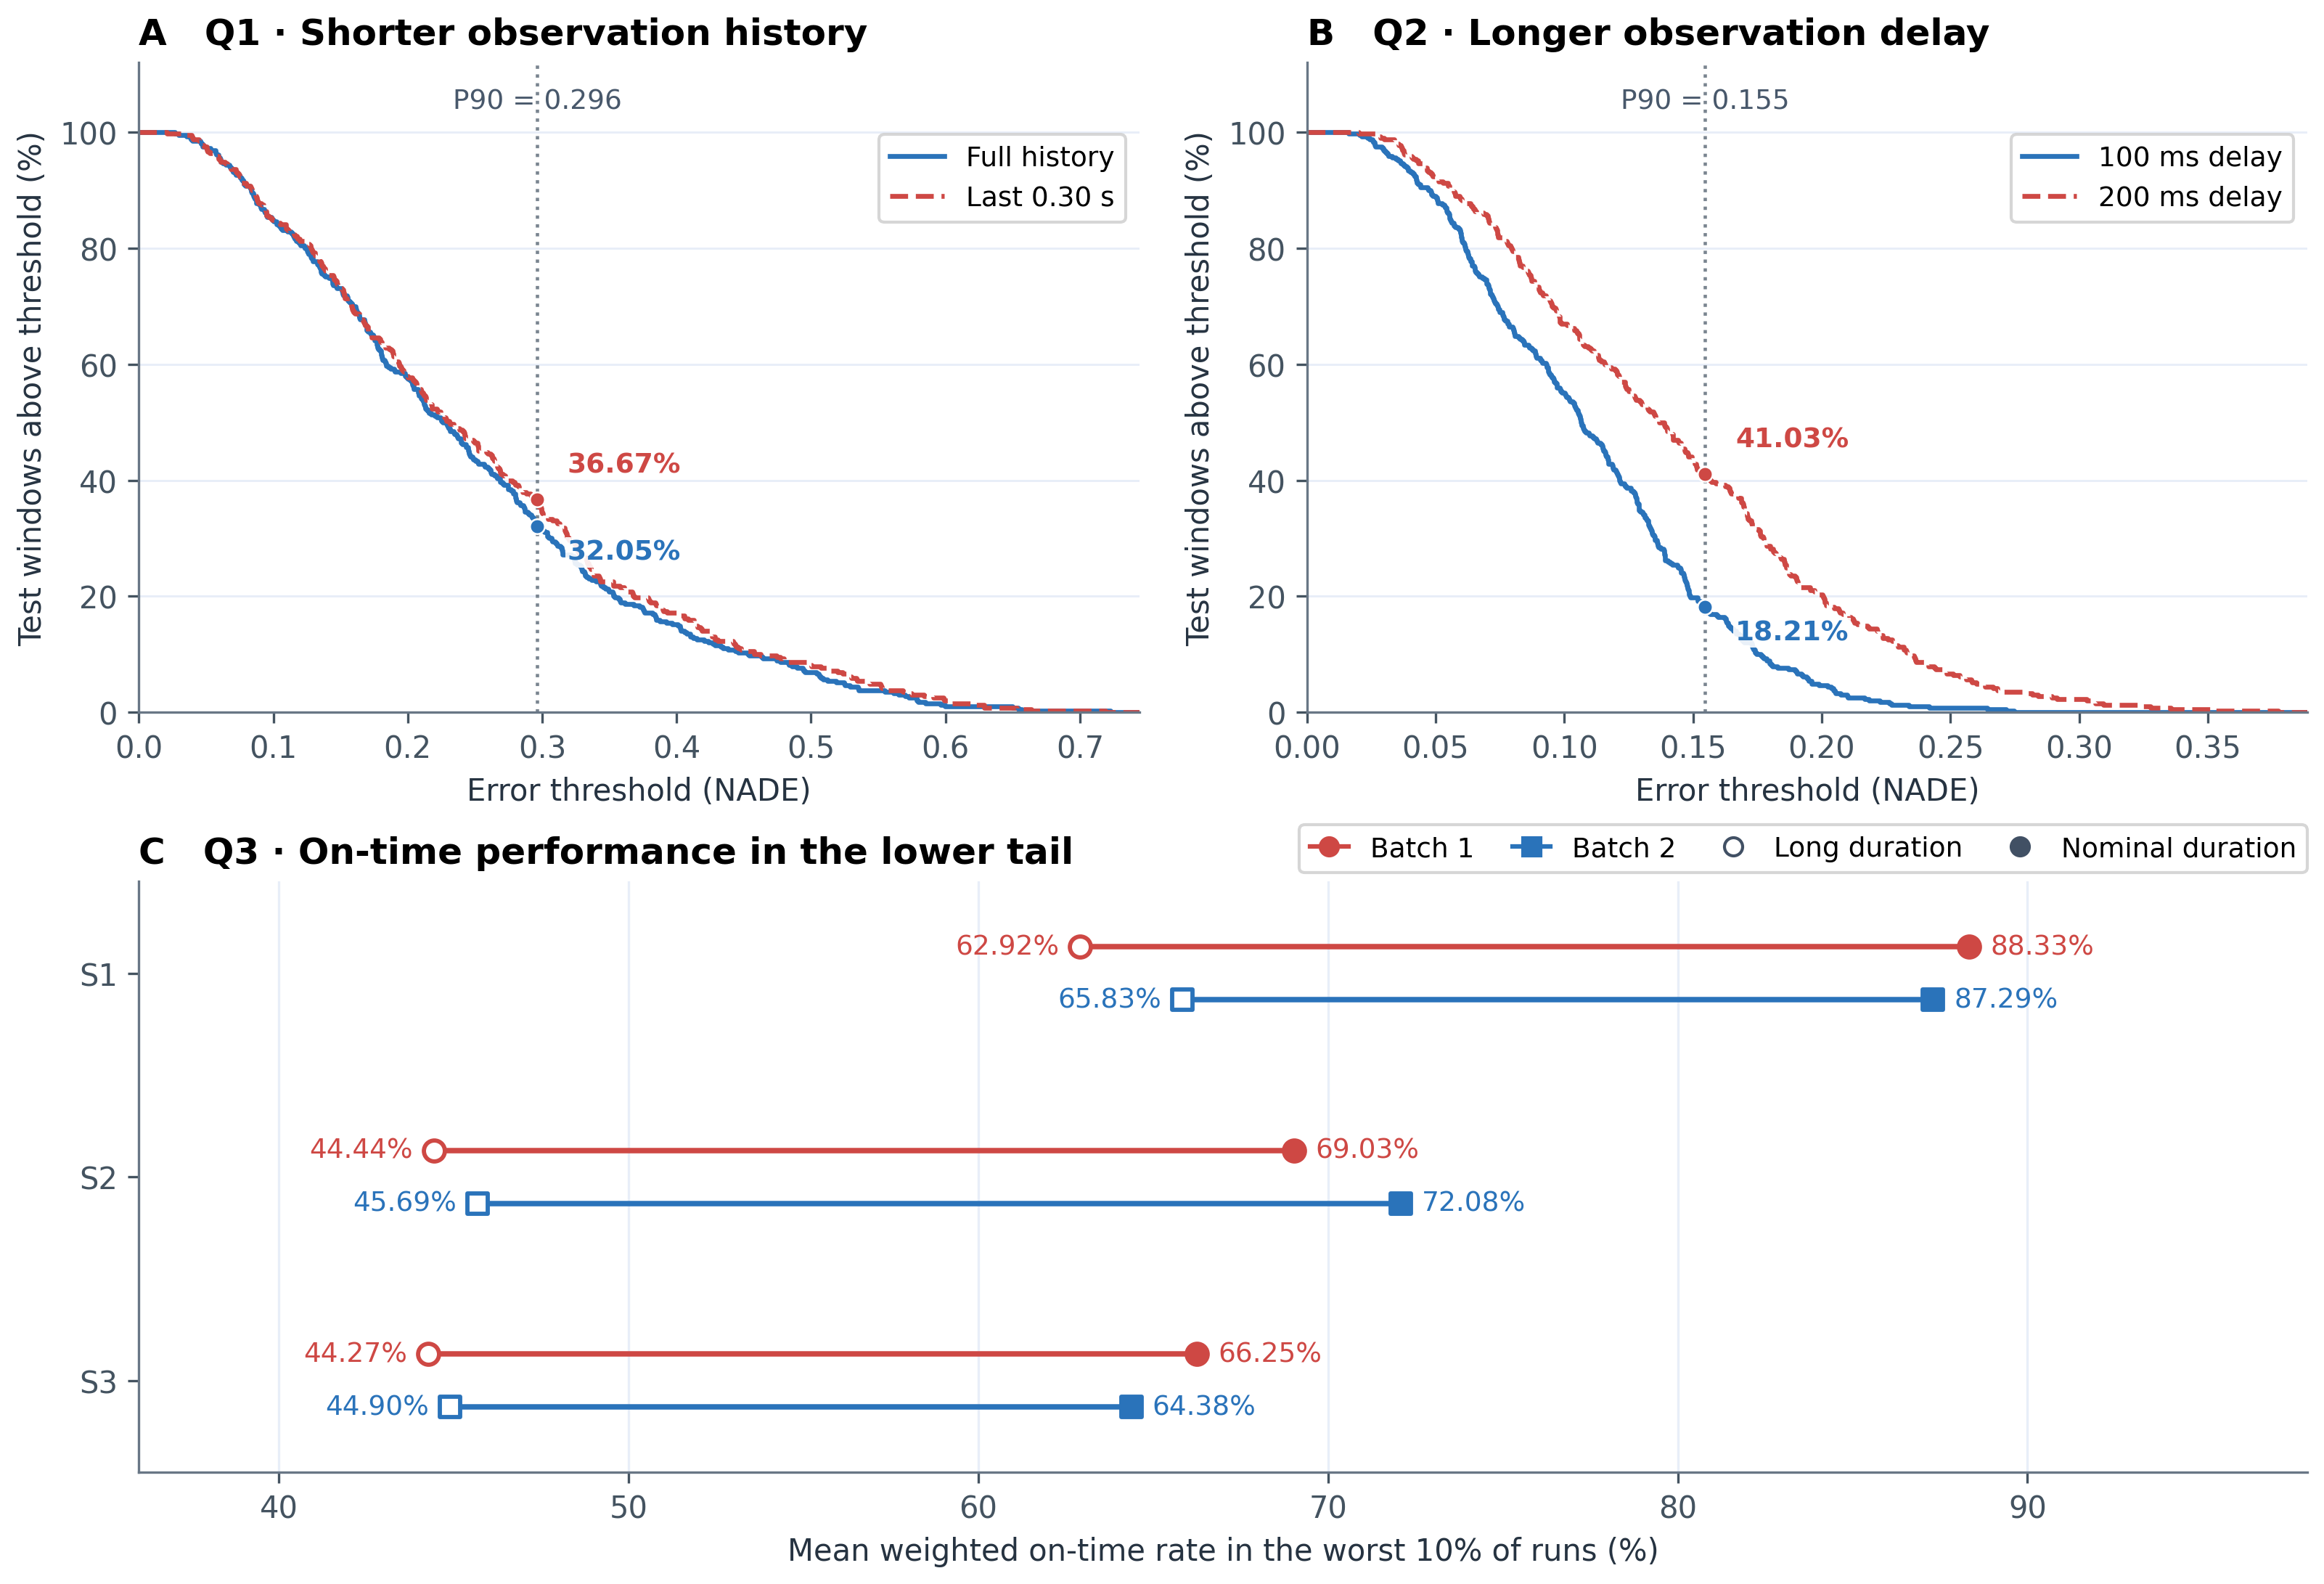 A Q1 · Shorter observation history
P90 = 0.296
Test windows above threshold (%)
100
80
60
40
20
0
Full history
Last 0.30 s
36.67%
32.05%
0.0 0.1 0.2 0.3 0.4 0.5 0.6 0.7
Error threshold (NADE)
B Q2 · Longer observation delay
P90 = 0.155
Test windows above threshold (%)
100
80
60
40
20
0
100 ms delay
200 ms delay
41.03%
18.21%
0.00 0.05 0.10 0.15 0.20 0.25 0.30 0.35
Error threshold (NADE)
C Q3 · On-time performance in the lower tail
Batch 1 Batch 2 Long duration Nominal duration
S1
62.92% 88.33%
65.83% 87.29%
S2
44.44% 69.03%
45.69% 72.08%
S3
44.27% 66.25%
44.90% 64.38%
40 50 60 70 80 90
Mean weighted on-time rate in the worst 10% of runs (%)